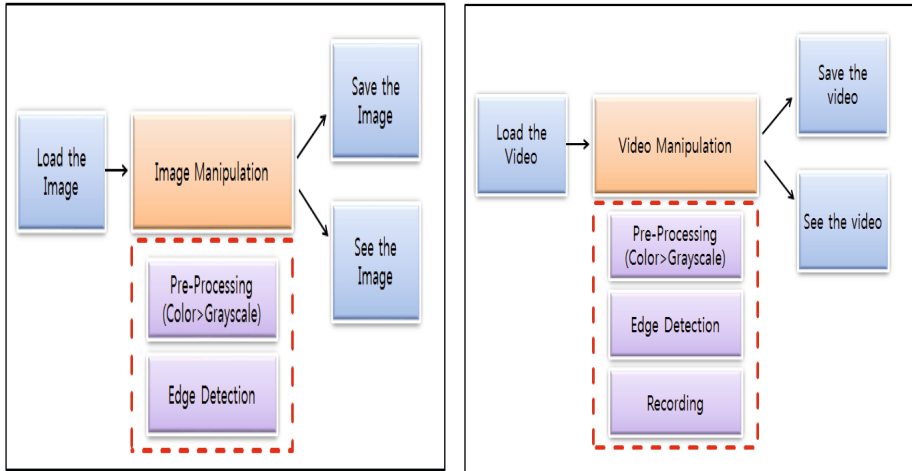 Load the
Image
Image Manipulation
Save the
Image
See the
Image
Pre-Processing
(Color>Grayscale)
Edge Detection
Load the
Video
Video Manipulation
Save the
video
See the video
Pre-Processing
(Color>Grayscale)
Edge Detection
Recording